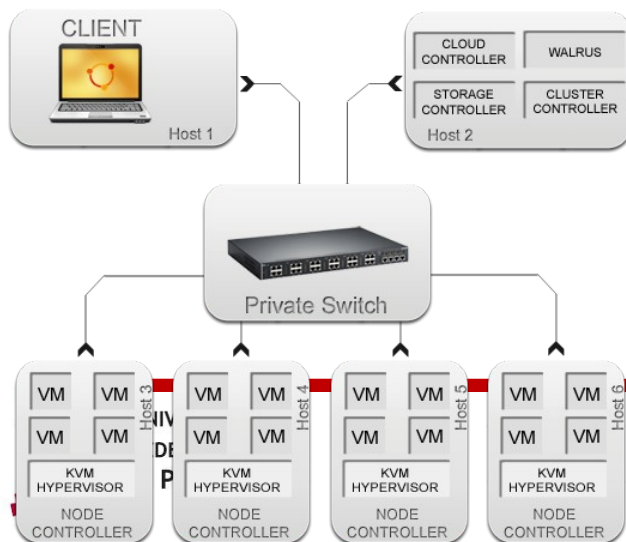 CLIENT
Host 1
CLOUD
CONTROLLER
WALRUS
STORAGE
CONTROLLER
CLUSTER
CONTROLLER
Host 2
Private Switch
VM VM
VM VM
Host 3
KVM
HYPERVISOR
NODE
CONTROLLER
VM VM
VM VM
Host 4
KVM
HYPERVISOR
NODE
CONTROLLER
VM VM
VM VM
Host 5
KVM
HYPERVISOR
NODE
CONTROLLER
VM VM
VM VM
Host 6
KVM
HYPERVISOR
NODE
CONTROLLER